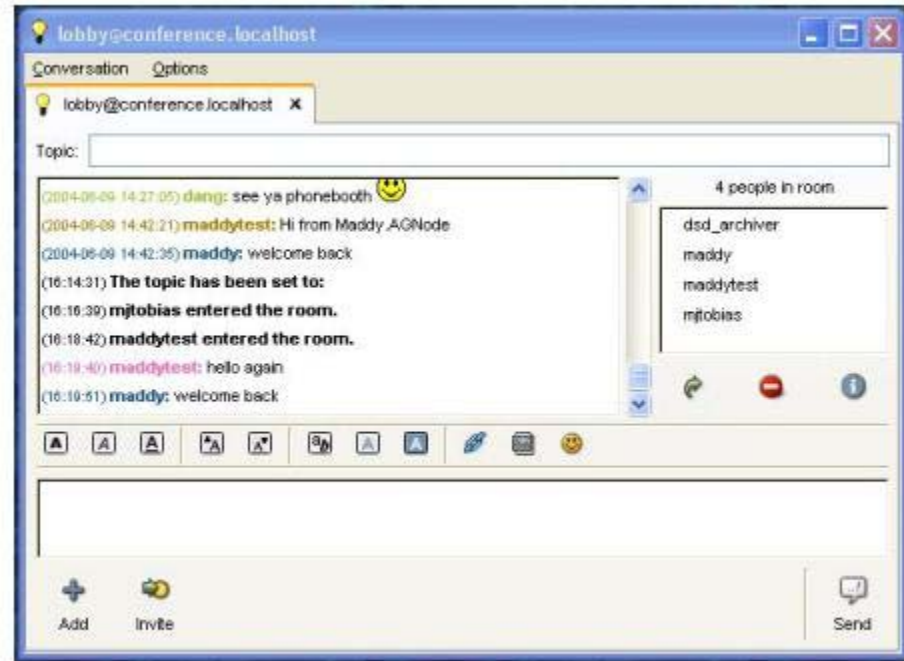 lobby@conference.localhost
Conversation Options
lobby@conference.localhost
Topic:
(2004-06-09 14:27:05) dang: see ya phonebooth
(2004-06-09 14:42:21) maddytest: Hi from Maddy.AGNode
(2004-06-09 14:42:35) maddy: welcome back
(16:14:31) The topic has been set to:
(16:16:39) mjtobias entered the room.
(16:18:42) maddytest entered the room.
(16:19:40) maddytest: hello again
(16:19:51) maddy: welcome back
4 people in room
dsd_archiver
maddy
maddytest
mjtobias
Add Invite Send